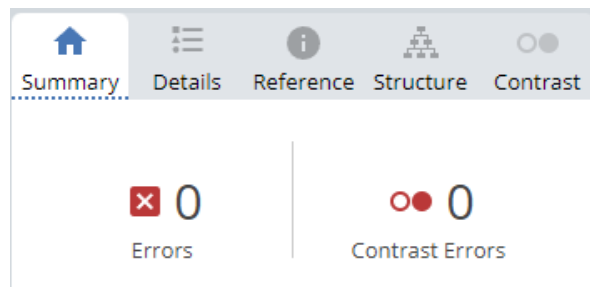 Summary Details Reference Structure Contrast
0 0
Errors Contrast Errors